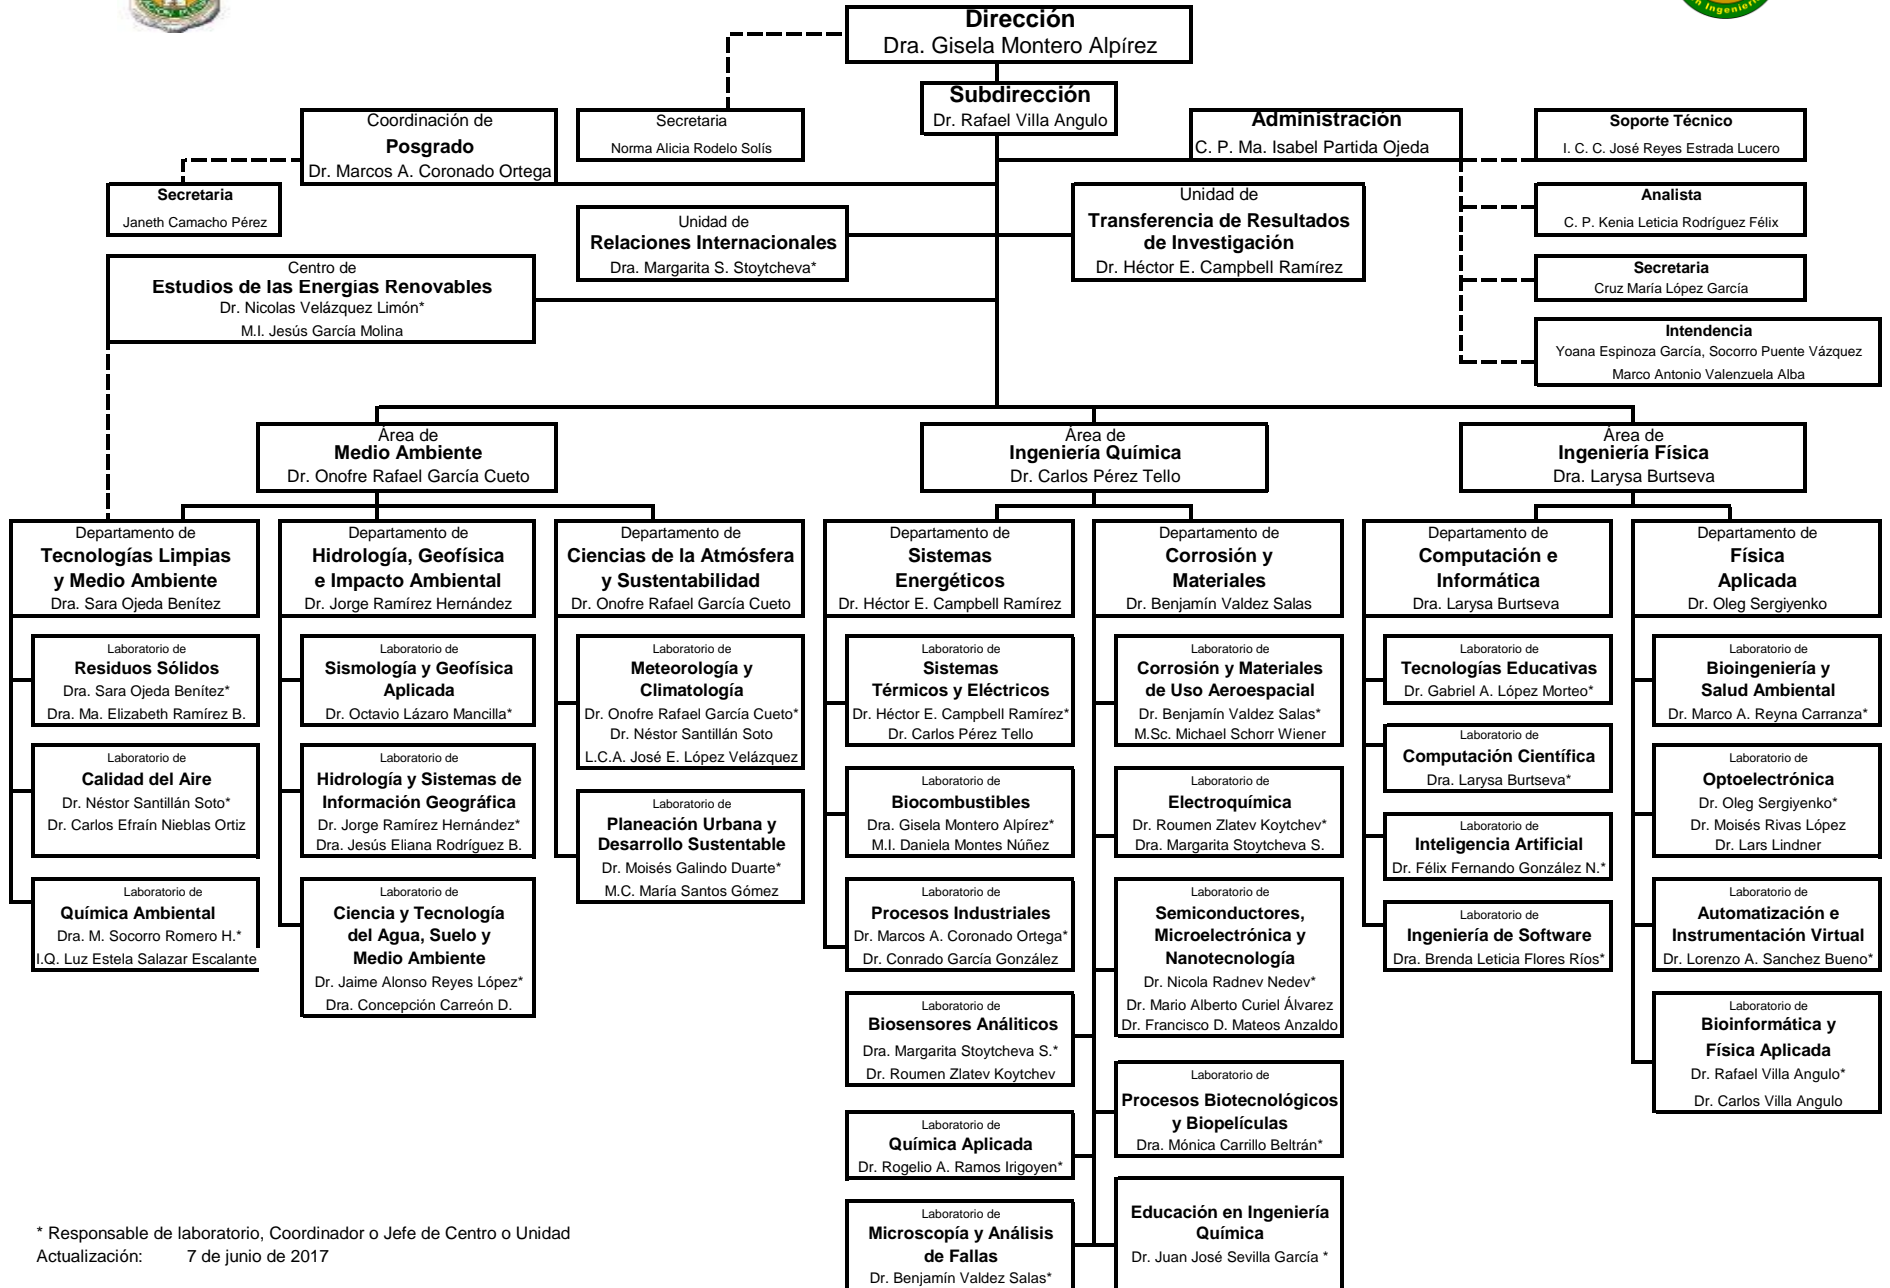 n Ingenier
Dirección
Dra. Gisela Montero Alpírez
Subdirección
Dr. Rafael Villa Angulo
Coordinación de
Posgrado
Dr. Marcos A. Coronado Ortega
Secretaria
Norma Alicia Rodelo Solís
Administración
C. P. Ma. Isabel Partida Ojeda
Soporte Técnico
I. C. C. José Reyes Estrada Lucero
Secretaria
Janeth Camacho Pérez
Unidad de
Relaciones Internacionales
Dra. Margarita S. Stoytcheva*
Unidad de
Transferencia de Resultados
de Investigación
Dr. Héctor E. Campbell Ramírez
Analista
C. P. Kenia Leticia Rodríguez Félix
Centro de
Estudios de las Energías Renovables
Dr. Nicolas Velázquez Limón*
M.I. Jesús García Molina
Secretaria
Cruz María López García
Intendencia
Yoana Espinoza García, Socorro Puente Vázquez
Marco Antonio Valenzuela Alba
Área de
Medio Ambiente
Dr. Onofre Rafael García Cueto
Área de
Ingeniería Química
Dr. Carlos Pérez Tello
Área de
Ingeniería Física
Dra. Larysa Burtseva
Departamento de
Tecnologías Limpias
y Medio Ambiente
Dra. Sara Ojeda Benítez
Departamento de
Hidrología, Geofísica
e Impacto Ambiental
Dr. Jorge Ramírez Hernández
Departamento de
Ciencias de la Atmósfera
y Sustentabilidad
Dr. Onofre Rafael García Cueto
Departamento de
Sistemas
Energéticos
Dr. Héctor E. Campbell Ramírez
Departamento de
Corrosión y
Materiales
Dr. Benjamín Valdez Salas
Departamento de
Computación e
Informática
Dra. Larysa Burtseva
Departamento de
Física
Aplicada
Dr. Oleg Sergiyenko
Laboratorio de
Residuos Sólidos
Dra. Sara Ojeda Benítez*
Dra. Ma. Elizabeth Ramírez B.
Laboratorio de
Calidad del Aire
Dr. Néstor Santillán Soto*
Dr. Carlos Efraín Nieblas Ortiz
Laboratorio de
Química Ambiental
Dra. M. Socorro Romero H.*
I.Q. Luz Estela Salazar Escalante
Laboratorio de
Sismología y Geofísica
Aplicada
Dr. Octavio Lázaro Mancilla*
Laboratorio de
Hidrología y Sistemas de
Información Geográfica
Dr. Jorge Ramírez Hernández*
Dra. Jesús Eliana Rodríguez B.
Laboratorio de
Ciencia y Tecnología
del Agua, Suelo y
Medio Ambiente
Dr. Jaime Alonso Reyes López*
Dra. Concepción Carreón D.
Laboratorio de
Meteorología y
Climatología
Dr. Onofre Rafael García Cueto*
Dr. Néstor Santillán Soto
L.C.A. José E. López Velázquez
Laboratorio de
Planeación Urbana y
Desarrollo Sustentable
Dr. Moisés Galindo Duarte*
M.C. María Santos Gómez
Laboratorio de
Sistemas
Térmicos y Eléctricos
Dr. Héctor E. Campbell Ramírez*
Dr. Carlos Pérez Tello
Laboratorio de
Biocombustibles
Dra. Gisela Montero Alpírez*
M.I. Daniela Montes Núñez
Laboratorio de
Procesos Industriales
Dr. Marcos A. Coronado Ortega*
Dr. Conrado García González
Laboratorio de
Biosensores Análiticos
Dra. Margarita Stoytcheva S.*
Dr. Roumen Zlatev Koytchev
Laboratorio de
Química Aplicada
Dr. Rogelio A. Ramos Irigoyen*
Laboratorio de
Microscopía y Análisis
de Fallas
Dr. Benjamín Valdez Salas*
Laboratorio de
Corrosión y Materiales
de Uso Aeroespacial
Dr. Benjamín Valdez Salas*
M.Sc. Michael Schorr Wiener
Laboratorio de
Electroquímica
Dr. Roumen Zlatev Koytchev*
Dra. Margarita Stoytcheva S.
Laboratorio de
Semiconductores,
Microelectrónica y
Nanotecnología
Dr. Nicola Radnev Nedev*
Dr. Mario Alberto Curiel Álvarez
Dr. Francisco D. Mateos Anzaldo
Laboratorio de
Procesos Biotecnológicos
y Biopelículas
Dra. Mónica Carrillo Beltrán*
Educación en Ingeniería
Química
Dr. Juan José Sevilla García *
Laboratorio de
Tecnologías Educativas
Dr. Gabriel A. López Morteo*
Laboratorio de
Computación Científica
Dra. Larysa Burtseva*
Laboratorio de
Inteligencia Artificial
Dr. Félix Fernando González N.*
Laboratorio de
Ingeniería de Software
Dra. Brenda Leticia Flores Ríos*
Laboratorio de
Bioingeniería y
Salud Ambiental
Dr. Marco A. Reyna Carranza*
Laboratorio de
Optoelectrónica
Dr. Oleg Sergiyenko*
Dr. Moisés Rivas López
Dr. Lars Lindner
Laboratorio de
Automatización e
Instrumentación Virtual
Dr. Lorenzo A. Sanchez Bueno*
Laboratorio de
Bioinformática y
Física Aplicada
Dr. Rafael Villa Angulo*
Dr. Carlos Villa Angulo
* Responsable de laboratorio, Coordinador o Jefe de Centro o Unidad
Actualización: 7 de junio de 2017